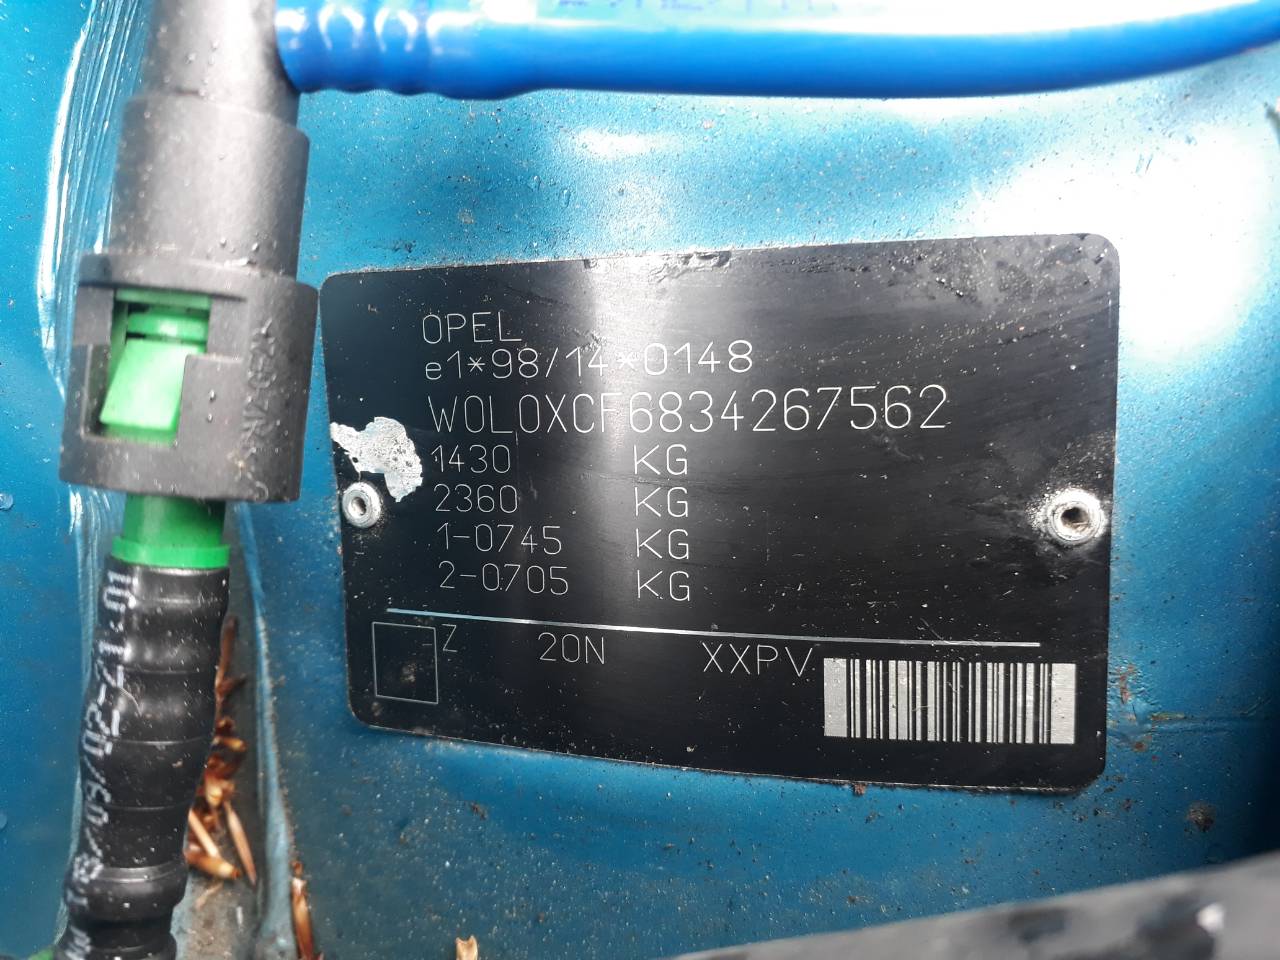 OPEL
e1*98/14*0148
W0L0XCF6834267562
1430 KG
2360 KG
1-0745 KG
2-0705 KG
Z 20N XXPV